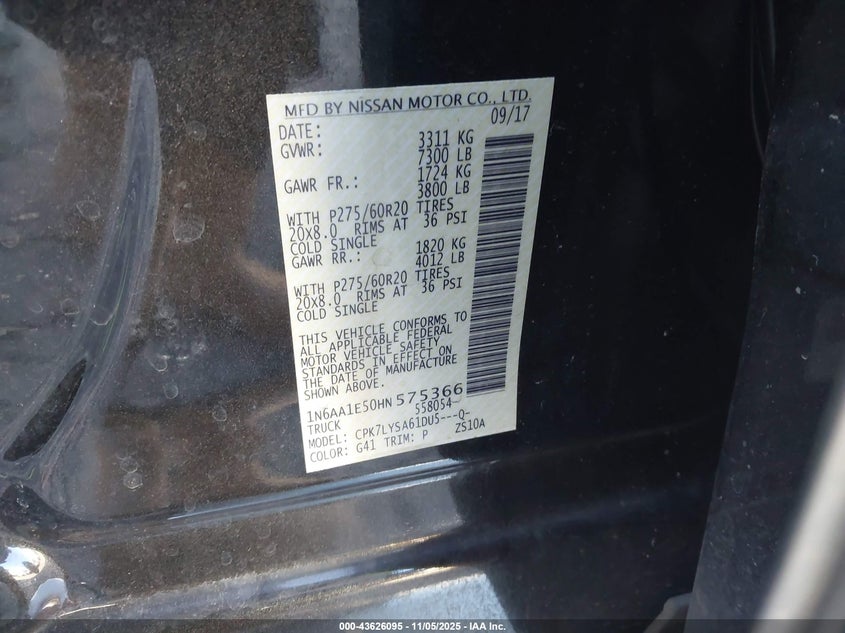 MFD BY NISSAN MOTOR CO., LTD.
DATE: 09/17
GVWR: 3311 KG
7300 LB
GAWR FR.: 1724 KG
3800 LB
WITH P275/60R20 TIRES
20x8.0 RIMS AT 36 PSI
COLD SINGLE
GAWR RR.: 1820 KG
4012 LB
WITH P275/60R20 TIRES
20x8.0 RIMS AT 36 PSI
COLD SINGLE
THIS VEHICLE CONFORMS TO
ALL APPLICABLE FEDERAL
MOTOR VEHICLE SAFETY
STANDARDS IN EFFECT ON
THE DATE OF MANUFACTURE
SHOWN ABOVE.
1N6AA1E50HN575366
TRUCK 558054-
MODEL: CPK7LYSA61DU5---Q-
COLOR: G41 TRIM: P ZS10A
000-43626095 - 11/05/2025 - IAA Inc.